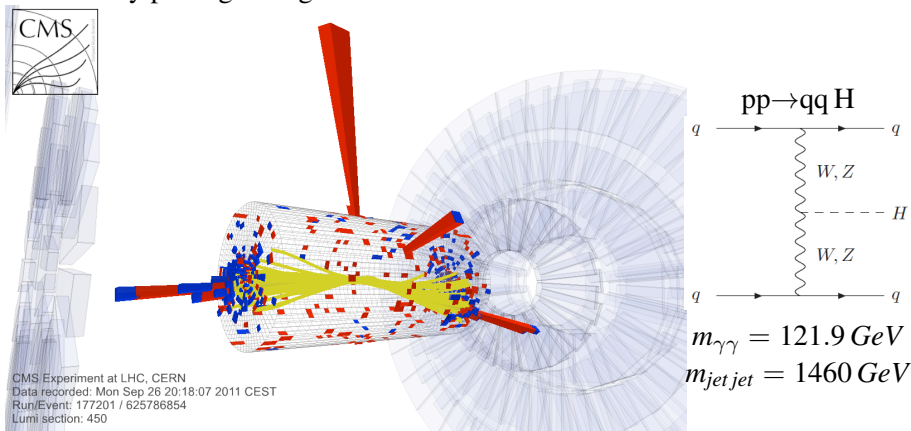 CMS
pp→qq H
q
q
W, Z
H
W, Z
q
q
m_γγ = 121.9 GeV
m_jet jet = 1460 GeV
CMS Experiment at LHC, CERN
Data recorded: Mon Sep 26 20:18:07 2011 CEST
Run/Event: 177201 / 625786854
Lumi section: 450